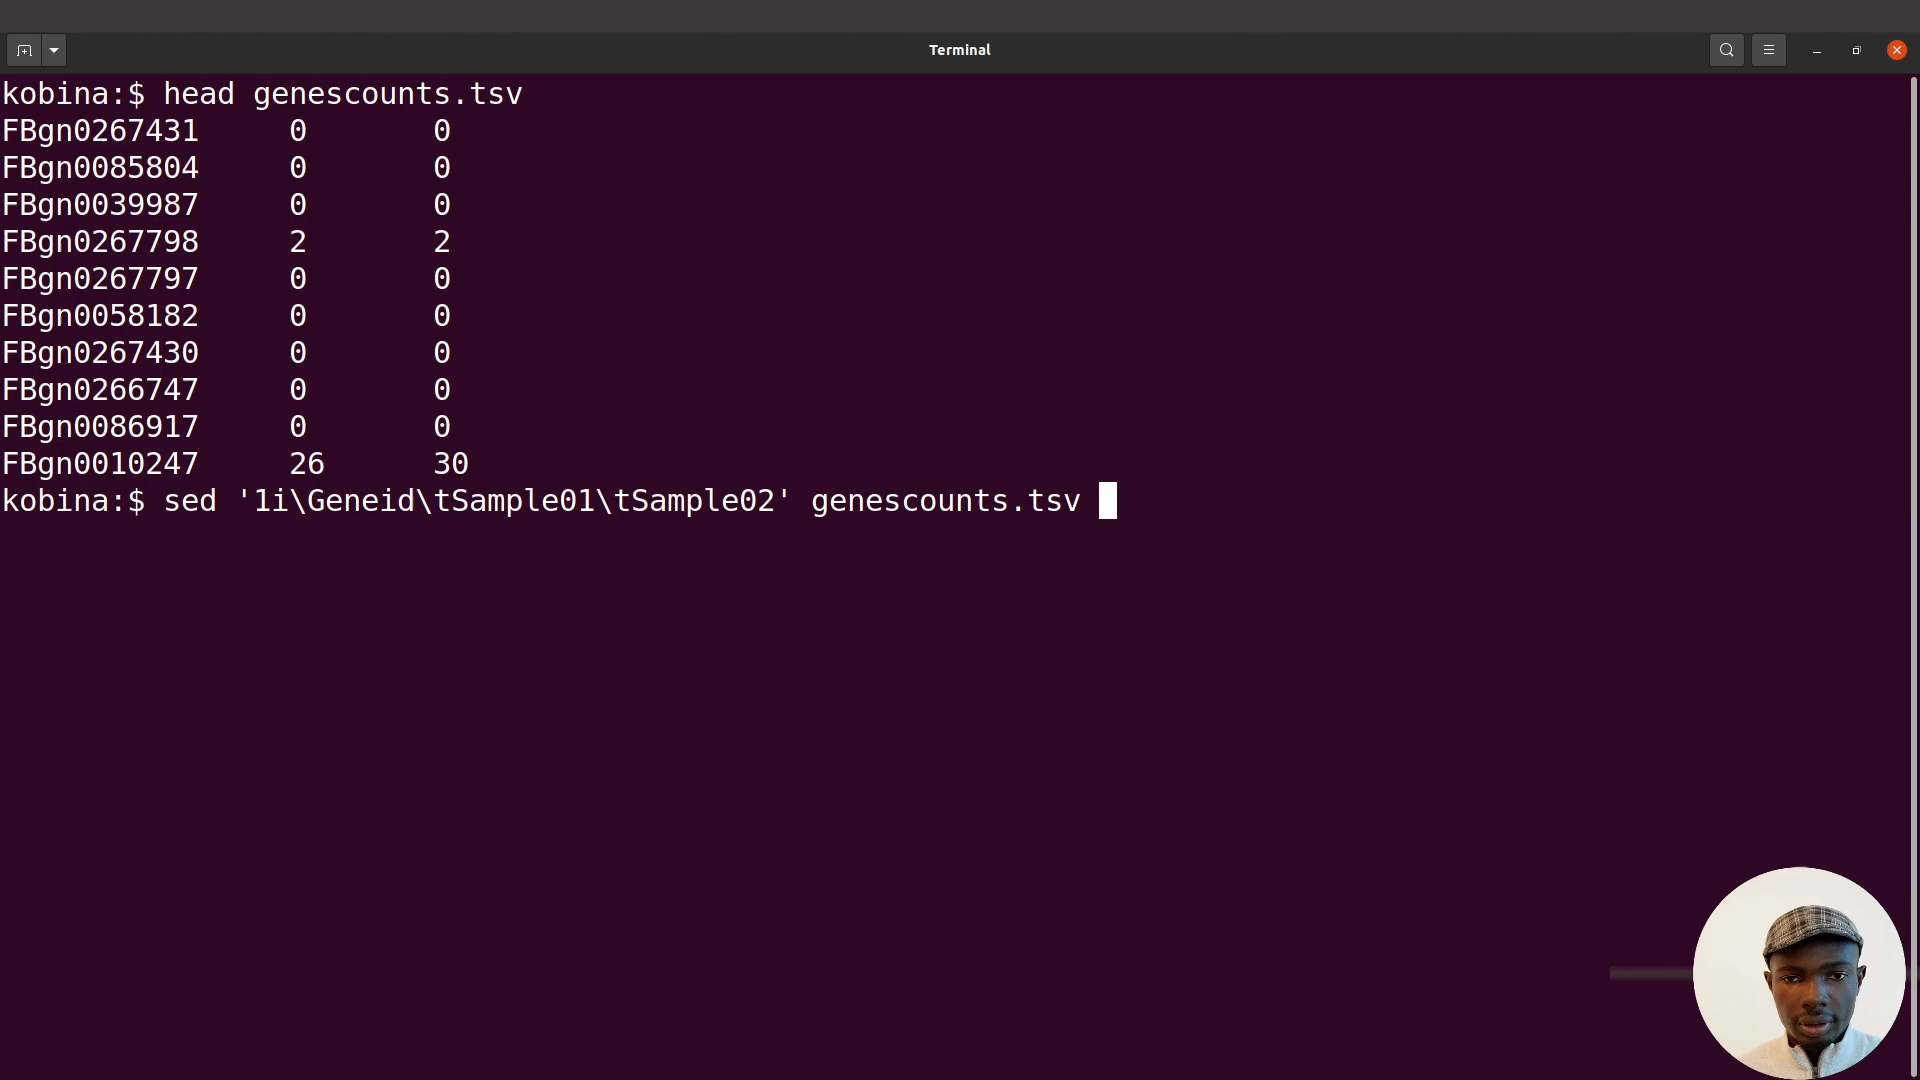 Terminal
kobina:$ head genescounts.tsv
FBgn0267431 0 0
FBgn0085804 0 0
FBgn0039987 0 0
FBgn0267798 2 2
FBgn0267797 0 0
FBgn0058182 0 0
FBgn0267430 0 0
FBgn0266747 0 0
FBgn0086917 0 0
FBgn0010247 26 30
kobina:$ sed '1i\Geneid\tSample01\tSample02' genescounts.tsv